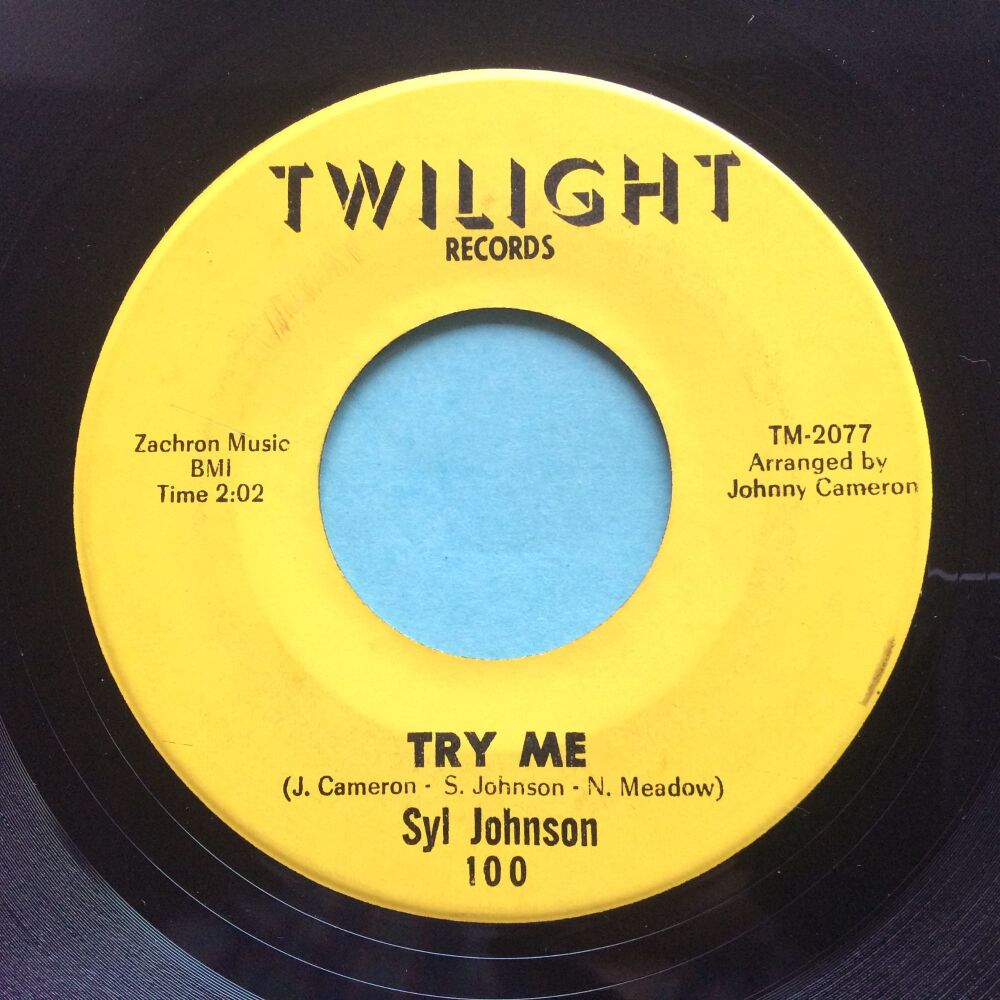 TWILIGHT
RECORDS
Zachron Music
BMI
Time 2:02
TM-2077
Arranged by
Johnny Cameron
TRY ME
(J. Cameron - S. Johnson - N. Meadow)
Syl Johnson
100